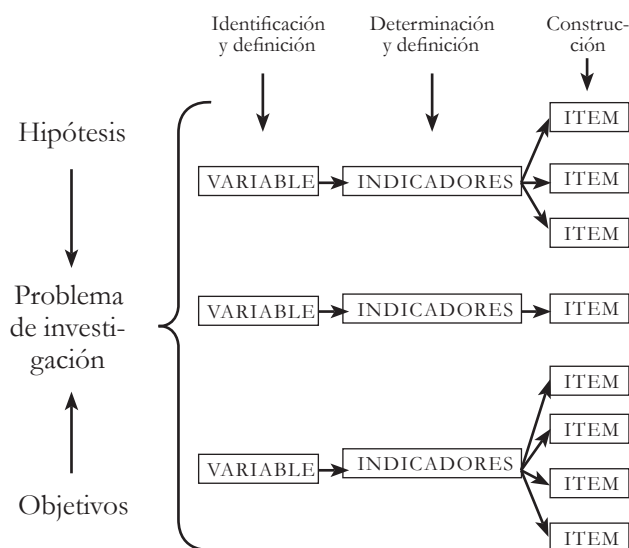 Identificación
y definición
Determinación
y definición
Construc-
ción
Hipótesis
Problema
de investi-
gación
Objetivos
VARIABLE
INDICADORES
ITEM
ITEM
ITEM
VARIABLE
INDICADORES
ITEM
VARIABLE
INDICADORES
ITEM
ITEM
ITEM
ITEM